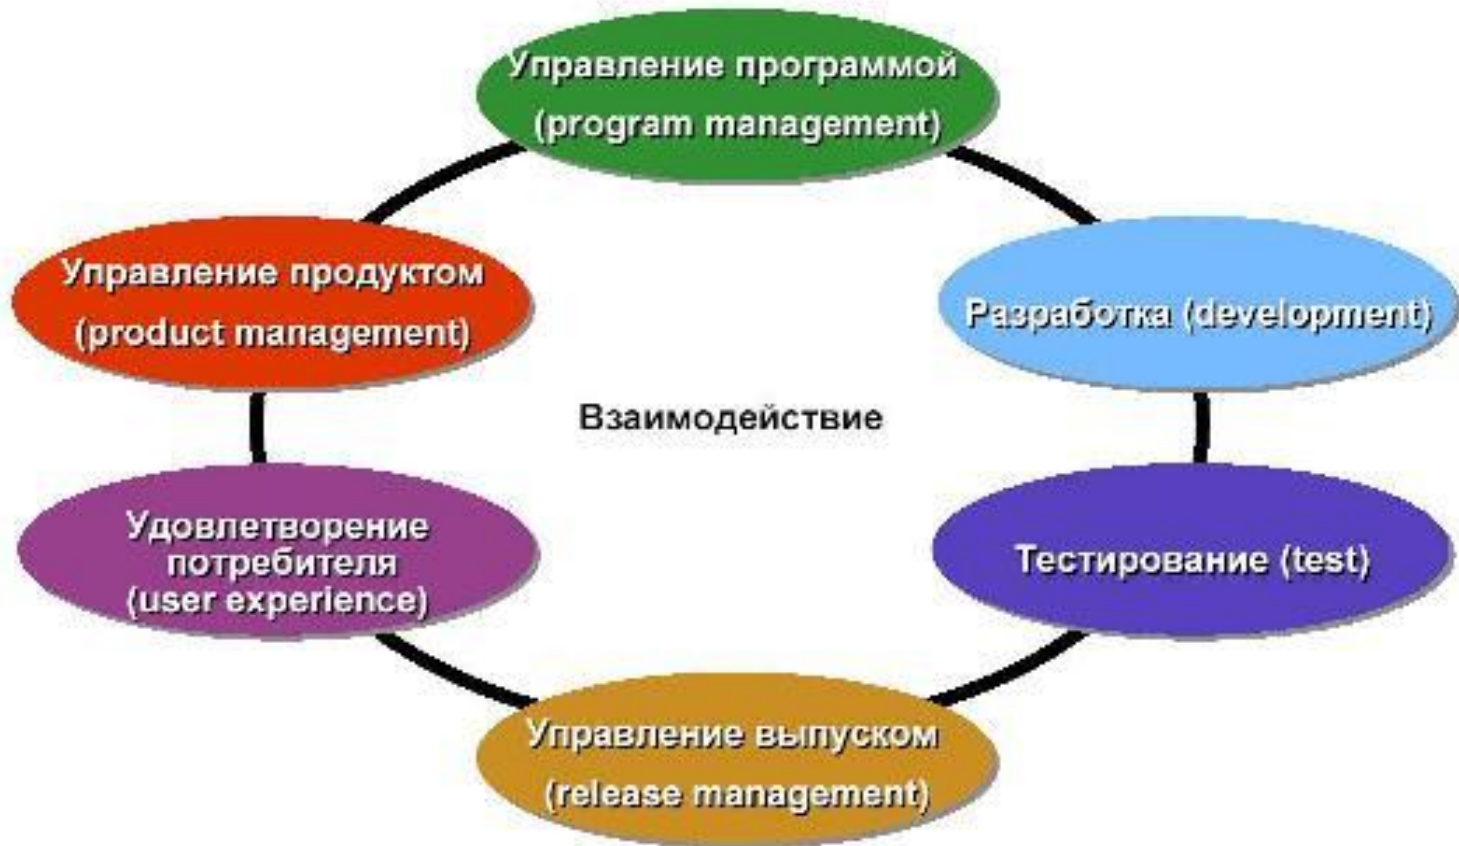 Управление программой
(program management)
Управление продуктом
(product management)
Разработка (development)
Взаимодействие
Удовлетворение
потребителя
(user experience)
Тестирование (test)
Управление выпуском
(release management)